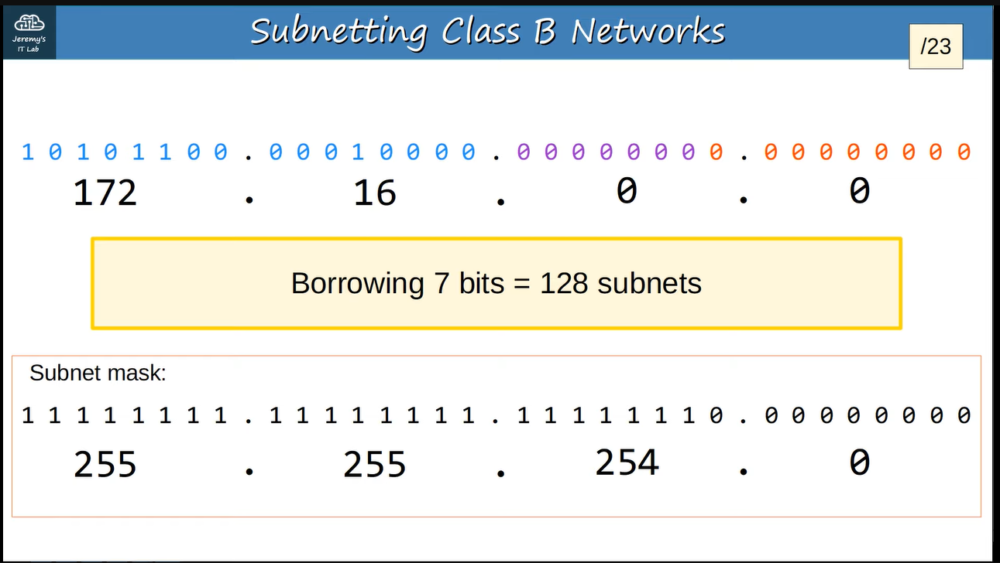 Jeremy's
IT Lab
Subnetting Class B Networks
/23
1 0 1 0 1 1 0 0 . 0 0 0 1 0 0 0 0 . 0 0 0 0 0 0 0 0 . 0 0 0 0 0 0 0 0
172 . 16 . 0 . 0
Borrowing 7 bits = 128 subnets
Subnet mask:
1 1 1 1 1 1 1 1 . 1 1 1 1 1 1 1 1 . 1 1 1 1 1 1 1 0 . 0 0 0 0 0 0 0 0
255 . 255 . 254 . 0